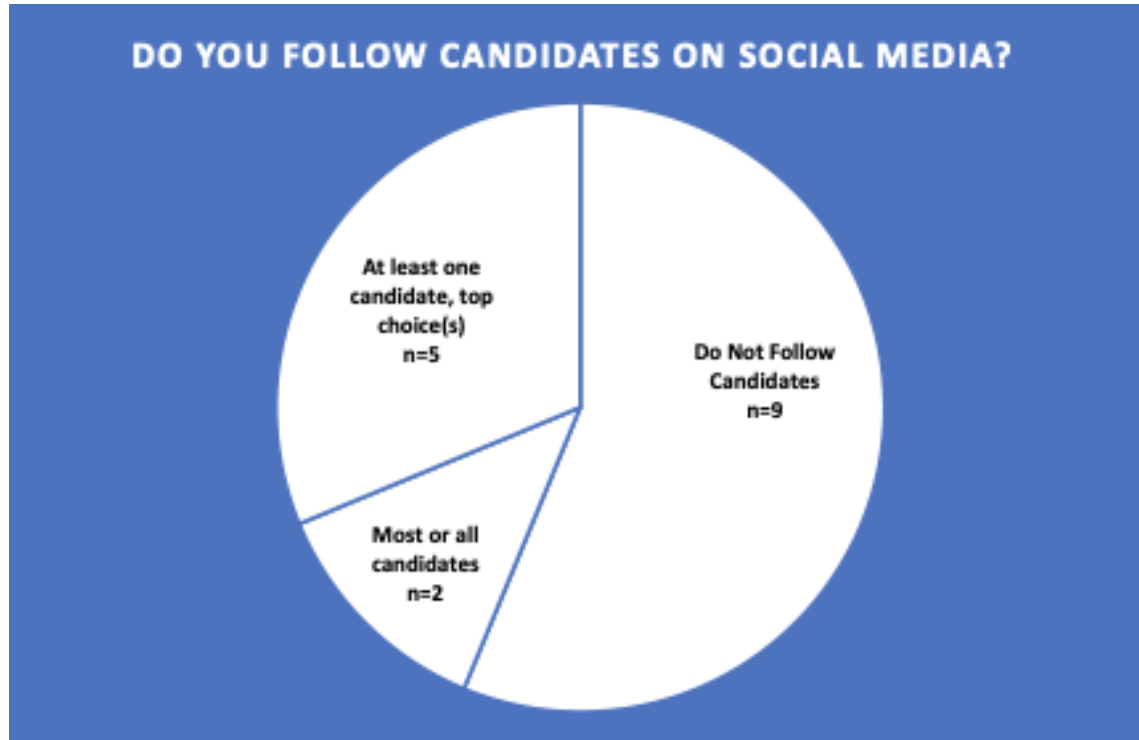 DO YOU FOLLOW CANDIDATES ON SOCIAL MEDIA?
At least one
candidate, top
choice(s)
n=5
Do Not Follow
Candidates
n=9
Most or all
candidates
n=2